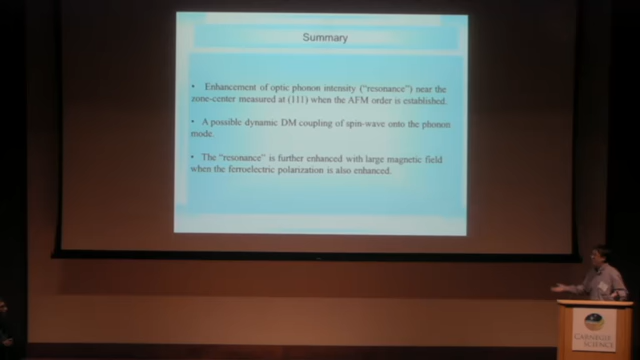 Summary
• Enhancement of optic phonon intensity ("resonance") near the
zone-center measured at (111) when the AFM order is established.
• A possible dynamic DM coupling of spin-wave onto the phonon
mode.
• The "resonance" is further enhanced with large magnetic field
when the ferroelectric polarization is also enhanced.
CARNEGIE
SCIENCE